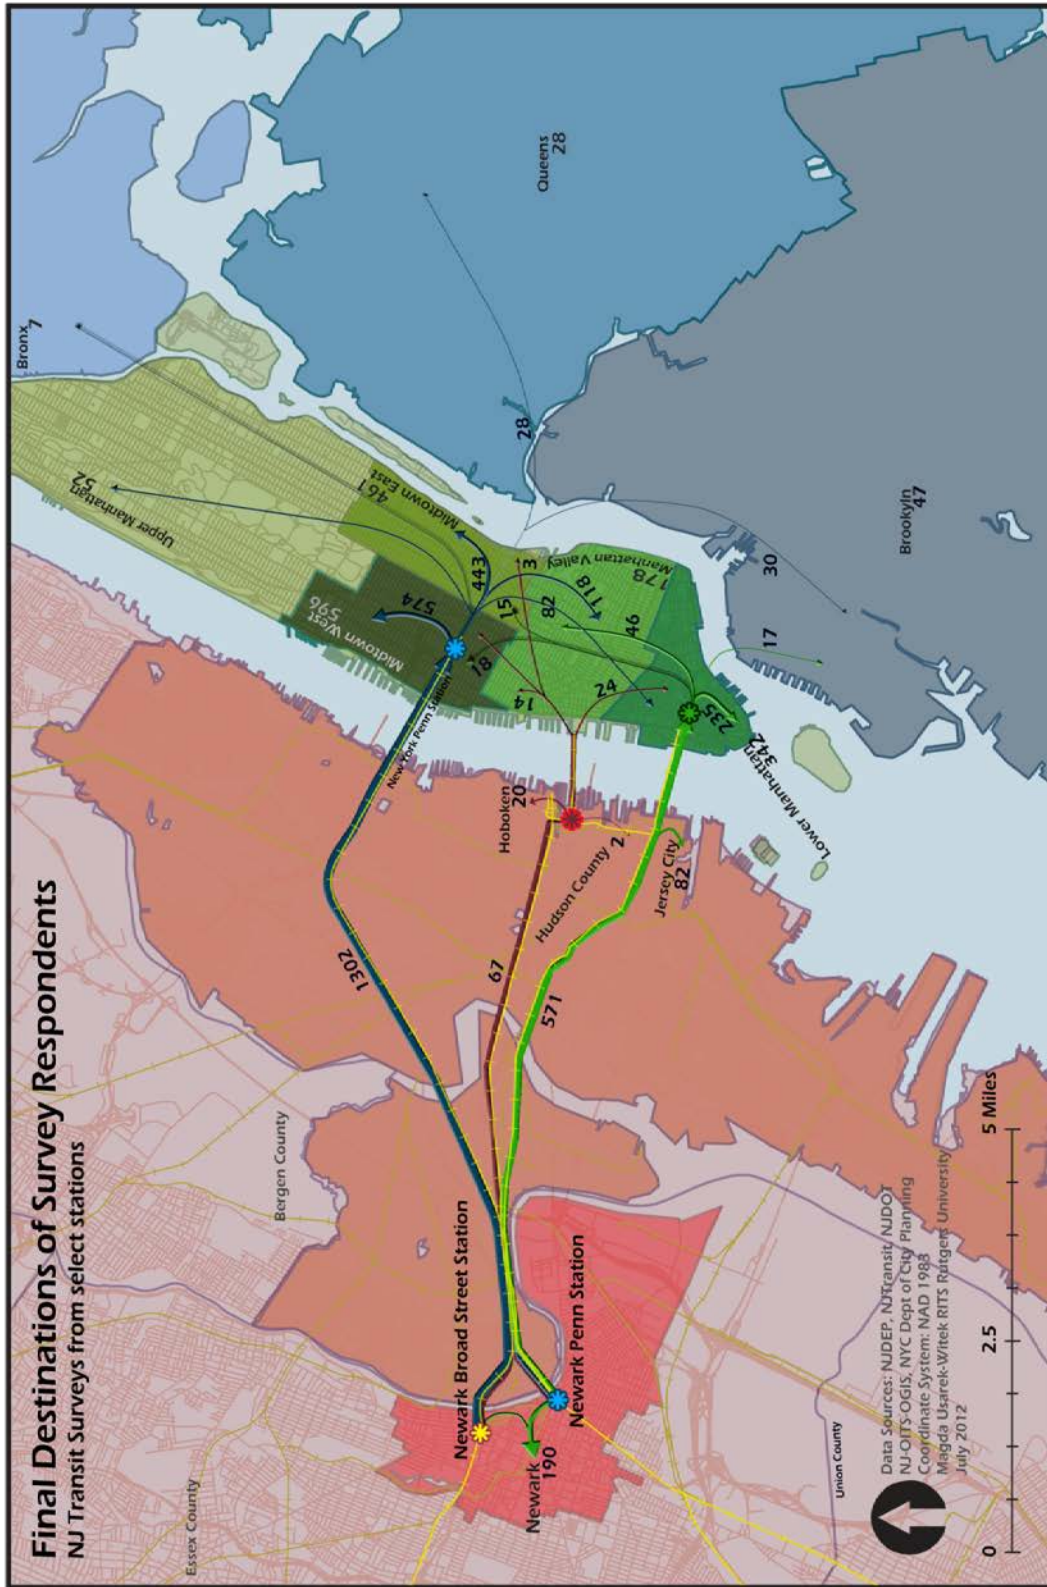 Final Destinations of Survey Respondents
NJ Transit Surveys from select stations
Essex County
Bergen County
Union County
Hudson County
Newark Broad Street Station
Newark Penn Station
Newark
190
1302
67
571
Hoboken
20
2
Jersey City
82
New York Penn Station
Midtown West
596
574
Upper Manhattan
52
Midtown East
461
443
Manhattan Valley
178
Lower Manhattan
342
235
18
15
82
118
3
14
24
46
17
30
28
Bronx
7
Queens
28
Brookyln
47
Data Sources: NJDEP, NJTransit, NJDOT
NJ-OITS-OGIS, NYC Dept of City Planning
Coordinate System: NAD 1983
Magda Usarek-Witek RITS Rutgers University
July 2012
0 2.5 5 Miles